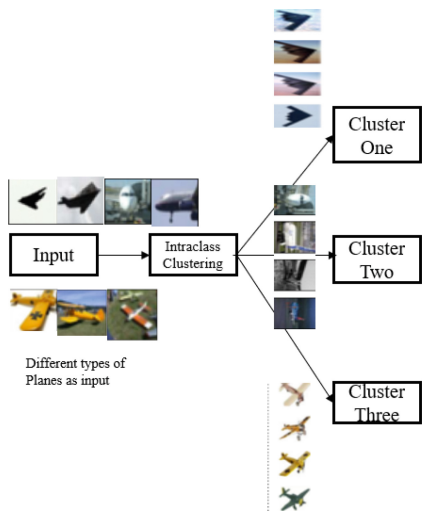 Cluster
One
Input
Intraclass
Clustering
Cluster
Two
Different types of
Planes as input
Cluster
Three